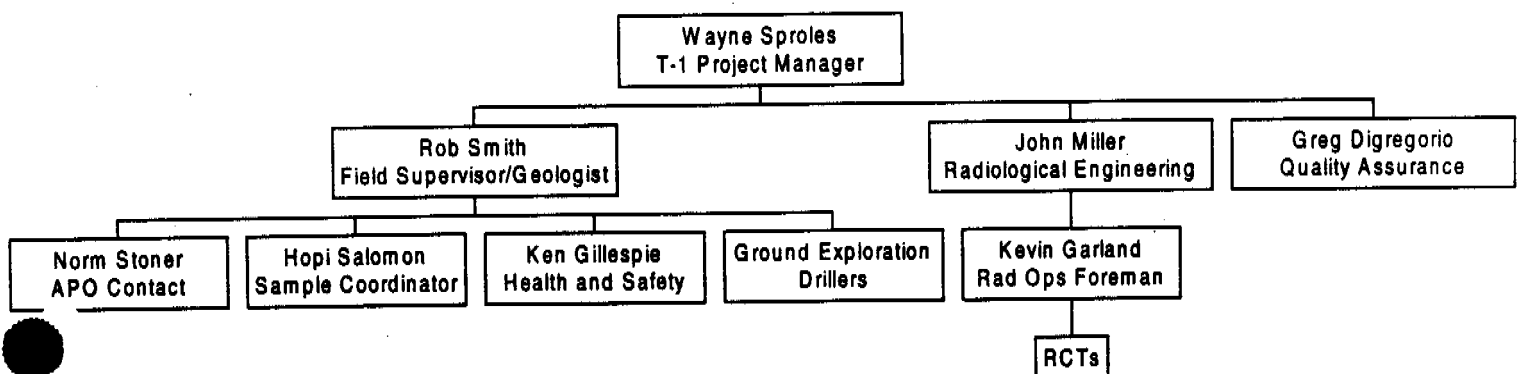 Wayne Sproles
T-1 Project Manager
Rob Smith
Field Supervisor/Geologist
John Miller
Radiological Engineering
Greg Digregorio
Quality Assurance
Norm Stoner
APO Contact
Hopi Salomon
Sample Coordinator
Ken Gillespie
Health and Safety
Ground Exploration
Drillers
Kevin Garland
Rad Ops Foreman
RCTs